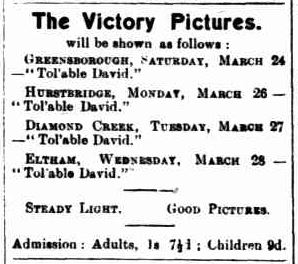 The Victory Pictures.
will be shown as follows :
GREENSBOROUGH, SATURDAY, MARCH 24
—"Tol'able David."
HURSTBRIDGE, MONDAY, MARCH 26 —
"Tol'able David."
DIAMOND CREEK, TUESDAY, MARCH 27
—"Tol'able David."
ELTHAM, WEDNESDAY, MARCH 28 —
"Tol'able David."
STEADY LIGHT. GOOD PICTURES.
Admission : Adults, 1s 7½d ; Children 9d.